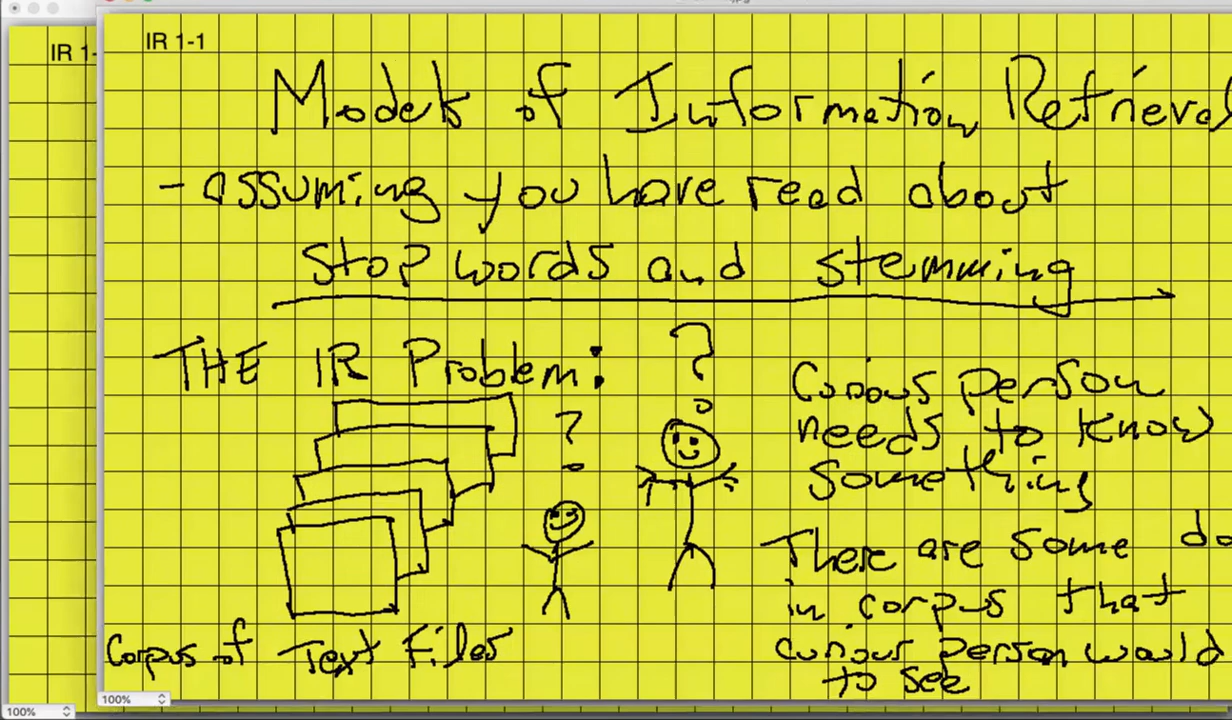 .jpg
IR 1-
IR 1-1
Models of Information Retrieval
- assuming you have read about
stop words and stemming
THE IR Problem:
?
?
Curious person
needs to know
something
There are some do
in corpus that
curious person would
to see
Corpus of Text Files
100%
100%